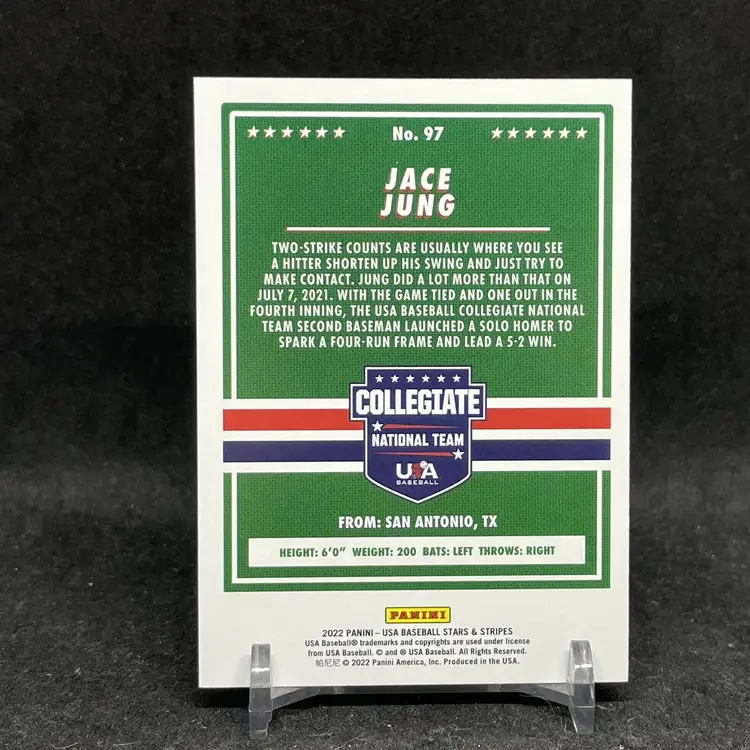 No. 97
JACE
JUNG
TWO-STRIKE COUNTS ARE USUALLY WHERE YOU SEE
A HITTER SHORTEN UP HIS SWING AND JUST TRY TO
MAKE CONTACT. JUNG DID A LOT MORE THAN THAT ON
JULY 7, 2021. WITH THE GAME TIED AND ONE OUT IN THE
FOURTH INNING, THE USA BASEBALL COLLEGIATE NATIONAL
TEAM SECOND BASEMAN LAUNCHED A SOLO HOMER TO
SPARK A FOUR-RUN FRAME AND LEAD A 5-2 WIN.
COLLEGIATE
NATIONAL TEAM
USA
BASEBALL
FROM: SAN ANTONIO, TX
HEIGHT: 6'0" WEIGHT: 200 BATS: LEFT THROWS: RIGHT
PANINI
2022 PANINI – USA BASEBALL STARS & STRIPES
USA Baseball® trademarks and copyrights are used under license
from USA Baseball. © and ® USA Baseball. All Rights Reserved.
帕尼尼 © 2022 Panini America, Inc. Produced in the USA.